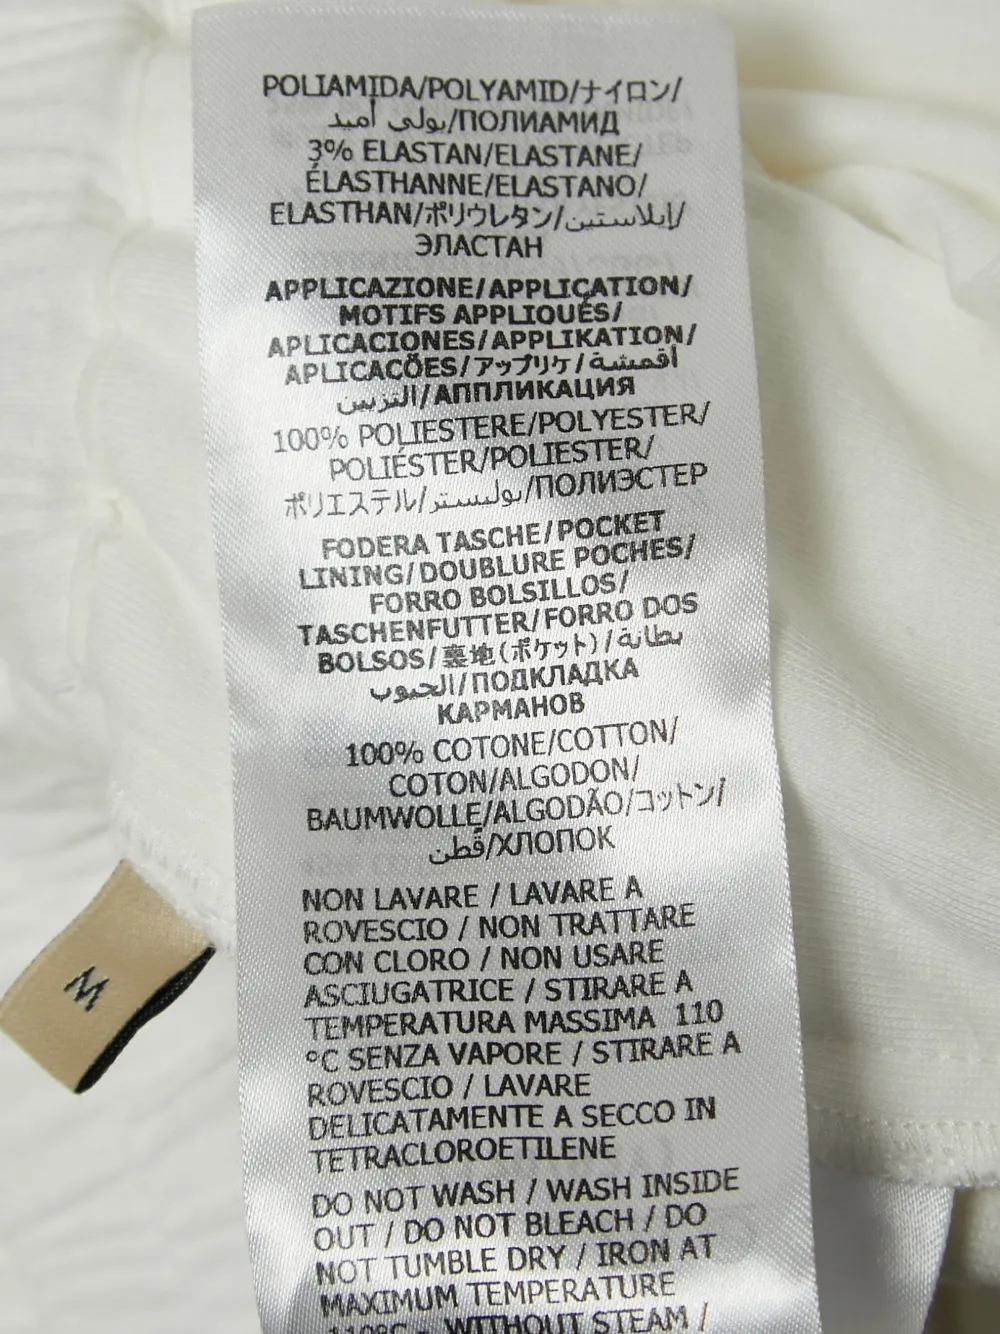 POLIAMIDA/POLYAMID/ナイロン/
بولي أميد/ПОЛИАМИД
3% ELASTAN/ELASTANE/
ÉLASTHANNE/ELASTANO/
ELASTHAN/ポリウレタン/إيلاستين/
ЭЛАСТАН
APPLICAZIONE/APPLICATION/
MOTIFS APPLIQUÉS/
APLICACIONES/APPLIKATION/
APLICACÕES/アップリケ/أقمشة
التزيين/АППЛИКАЦИЯ
100% POLIESTERE/POLYESTER/
POLIÉSTER/POLIESTER/
ポリエステル/بوليستر/ПОЛИЭСТЕР
FODERA TASCHE/POCKET
LINING/DOUBLURE POCHES/
FORRO BOLSILLOS/
TASCHENFUTTER/FORRO DOS
BOLSOS/裏地(ポケット)/بطانة
الجيوب/ПОДКЛАДКА
КАРМАНОВ
100% COTONE/COTTON/
COTON/ALGODON/
BAUMWOLLE/ALGODÃO/コットン/
قطن/ХЛОПОК
NON LAVARE / LAVARE A
ROVESCIO / NON TRATTARE
CON CLORO / NON USARE
ASCIUGATRICE / STIRARE A
TEMPERATURA MASSIMA 110
°C SENZA VAPORE / STIRARE A
ROVESCIO / LAVARE
DELICATAMENTE A SECCO IN
TETRACLOROETILENE
DO NOT WASH / WASH INSIDE
OUT / DO NOT BLEACH / DO
NOT TUMBLE DRY / IRON AT
MAXIMUM TEMPERATURE
110°C - WITHOUT STEAM /
M